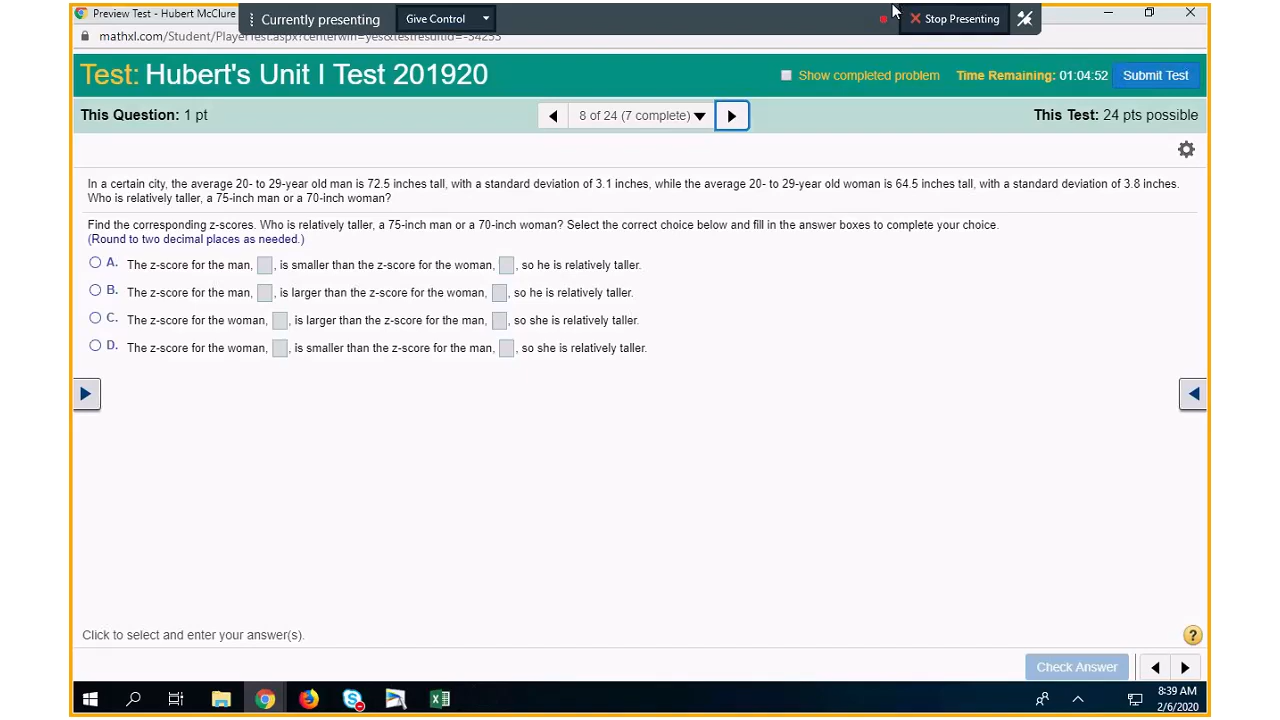 Preview Test - Hubert McClure
Currently presenting
Give Control
Stop Presenting
mathxl.com/Student/PlayerTest.aspx?centerwin=yes&testresultid=-54253
Test: Hubert's Unit I Test 201920
Show completed problem
Time Remaining: 01:04:52
Submit Test
This Question: 1 pt
8 of 24 (7 complete)
This Test: 24 pts possible
In a certain city, the average 20- to 29-year old man is 72.5 inches tall, with a standard deviation of 3.1 inches, while the average 20- to 29-year old woman is 64.5 inches tall, with a standard deviation of 3.8 inches.
Who is relatively taller, a 75-inch man or a 70-inch woman?
Find the corresponding z-scores. Who is relatively taller, a 75-inch man or a 70-inch woman? Select the correct choice below and fill in the answer boxes to complete your choice.
(Round to two decimal places as needed.)
A. The z-score for the man, , is smaller than the z-score for the woman, , so he is relatively taller.
B. The z-score for the man, , is larger than the z-score for the woman, , so he is relatively taller.
C. The z-score for the woman, , is larger than the z-score for the man, , so she is relatively taller.
D. The z-score for the woman, , is smaller than the z-score for the man, , so she is relatively taller.
Click to select and enter your answer(s).
?
Check Answer
8:39 AM
2/6/2020